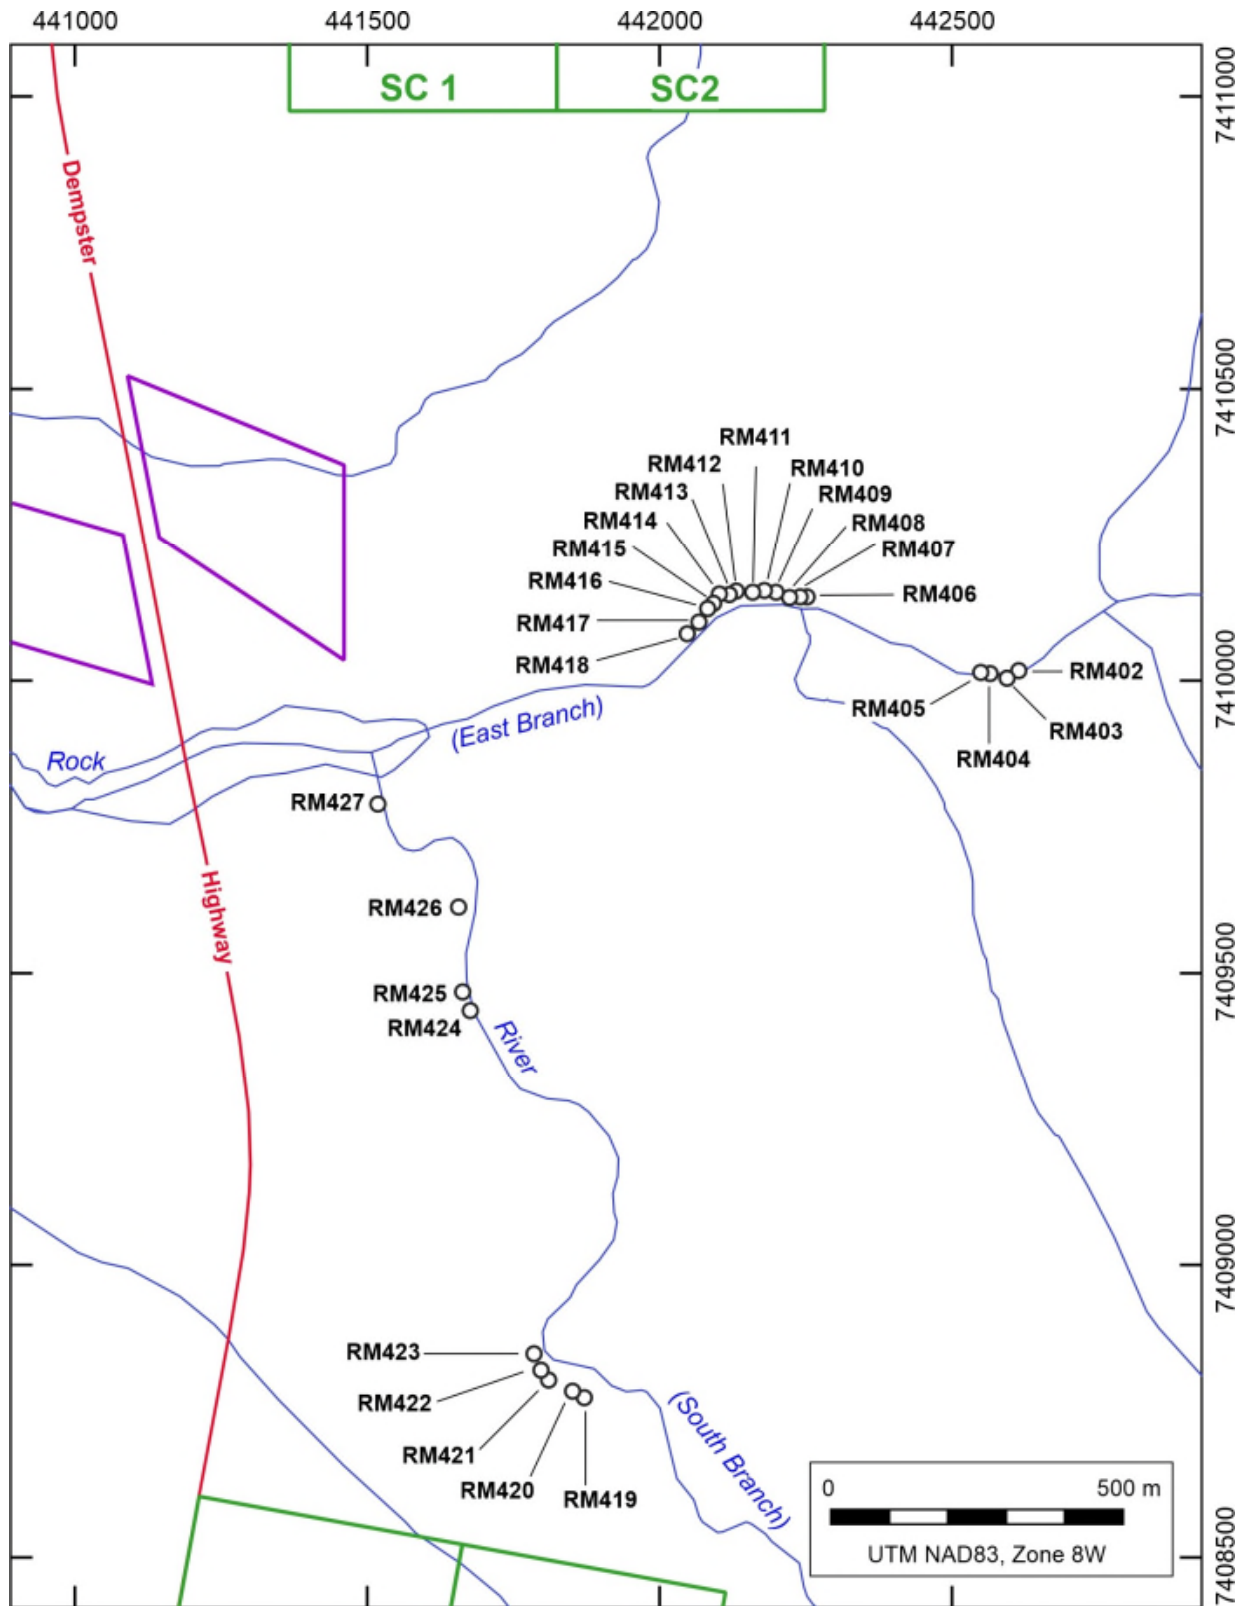 441000
441500
442000
442500
SC 1
SC2
7411000
Dempster
7410500
RM411
RM412
RM410
RM413
RM409
RM414
RM408
RM415
RM407
RM416
RM406
RM417
RM418
7410000
RM402
RM405
RM403
RM404
(East Branch)
Rock
RM427
Highway
RM426
7409500
RM425
RM424
River
7409000
RM423
RM422
RM421
RM420
RM419
(South Branch)
0
500 m
UTM NAD83, Zone 8W
7408500